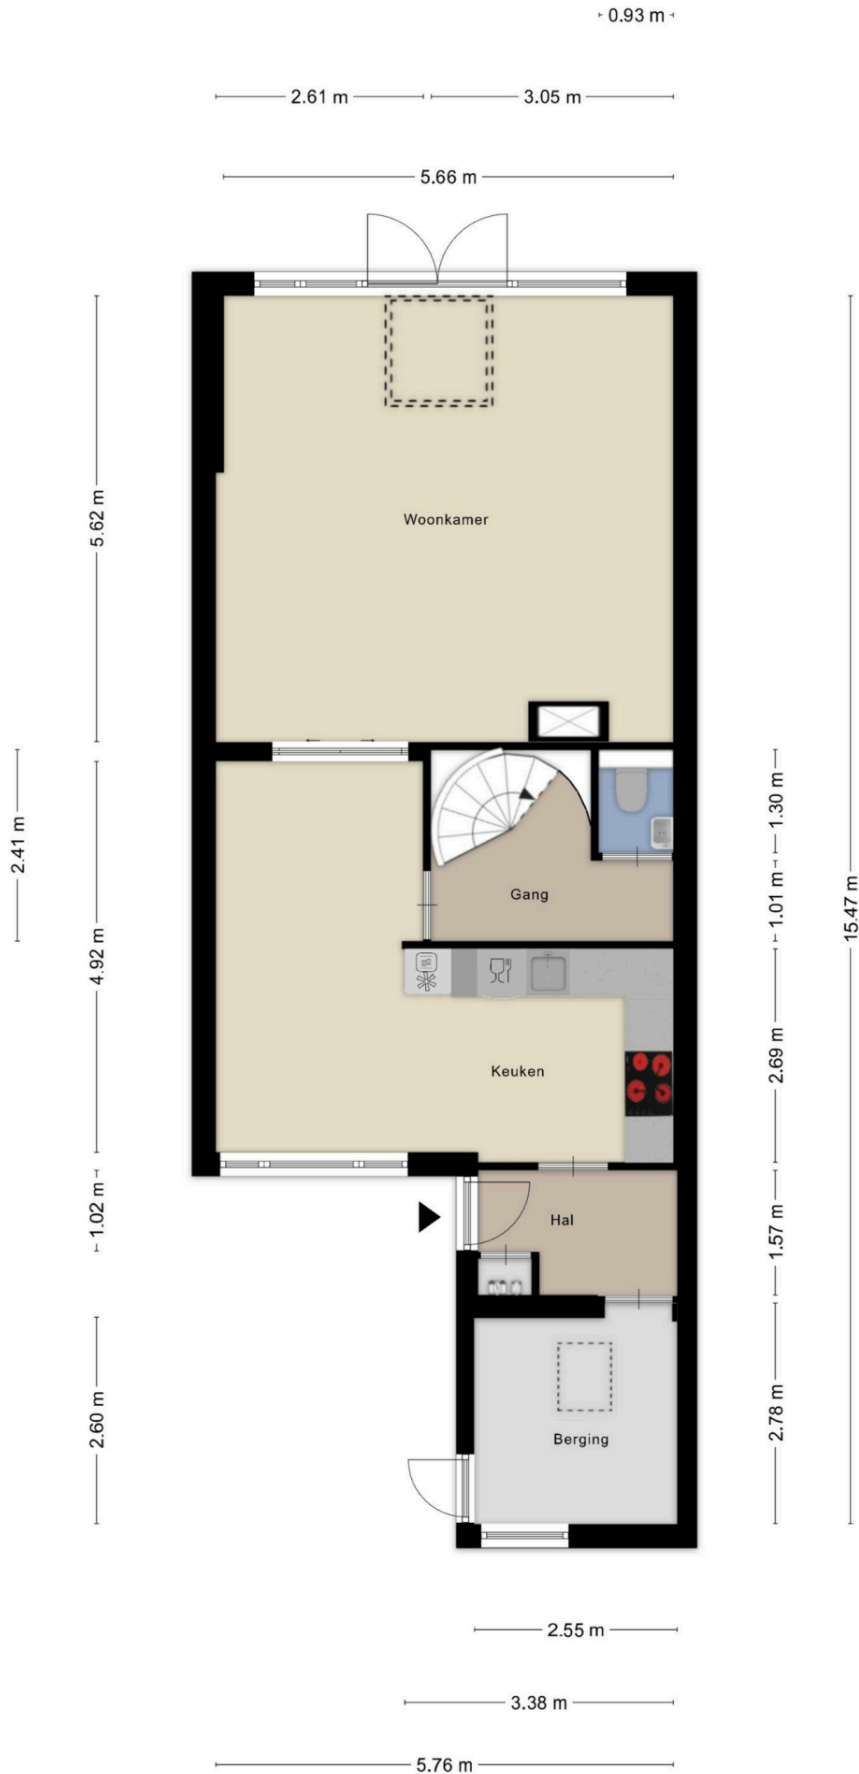 0.93 m
2.61 m
3.05 m
5.66 m
5.62 m
Woonkamer
2.41 m
1.30 m
15.47 m
Gang
1.01 m
4.92 m
2.69 m
Keuken
1.02 m
Hal
1.57 m
2.60 m
2.78 m
Berging
2.55 m
3.38 m
5.76 m